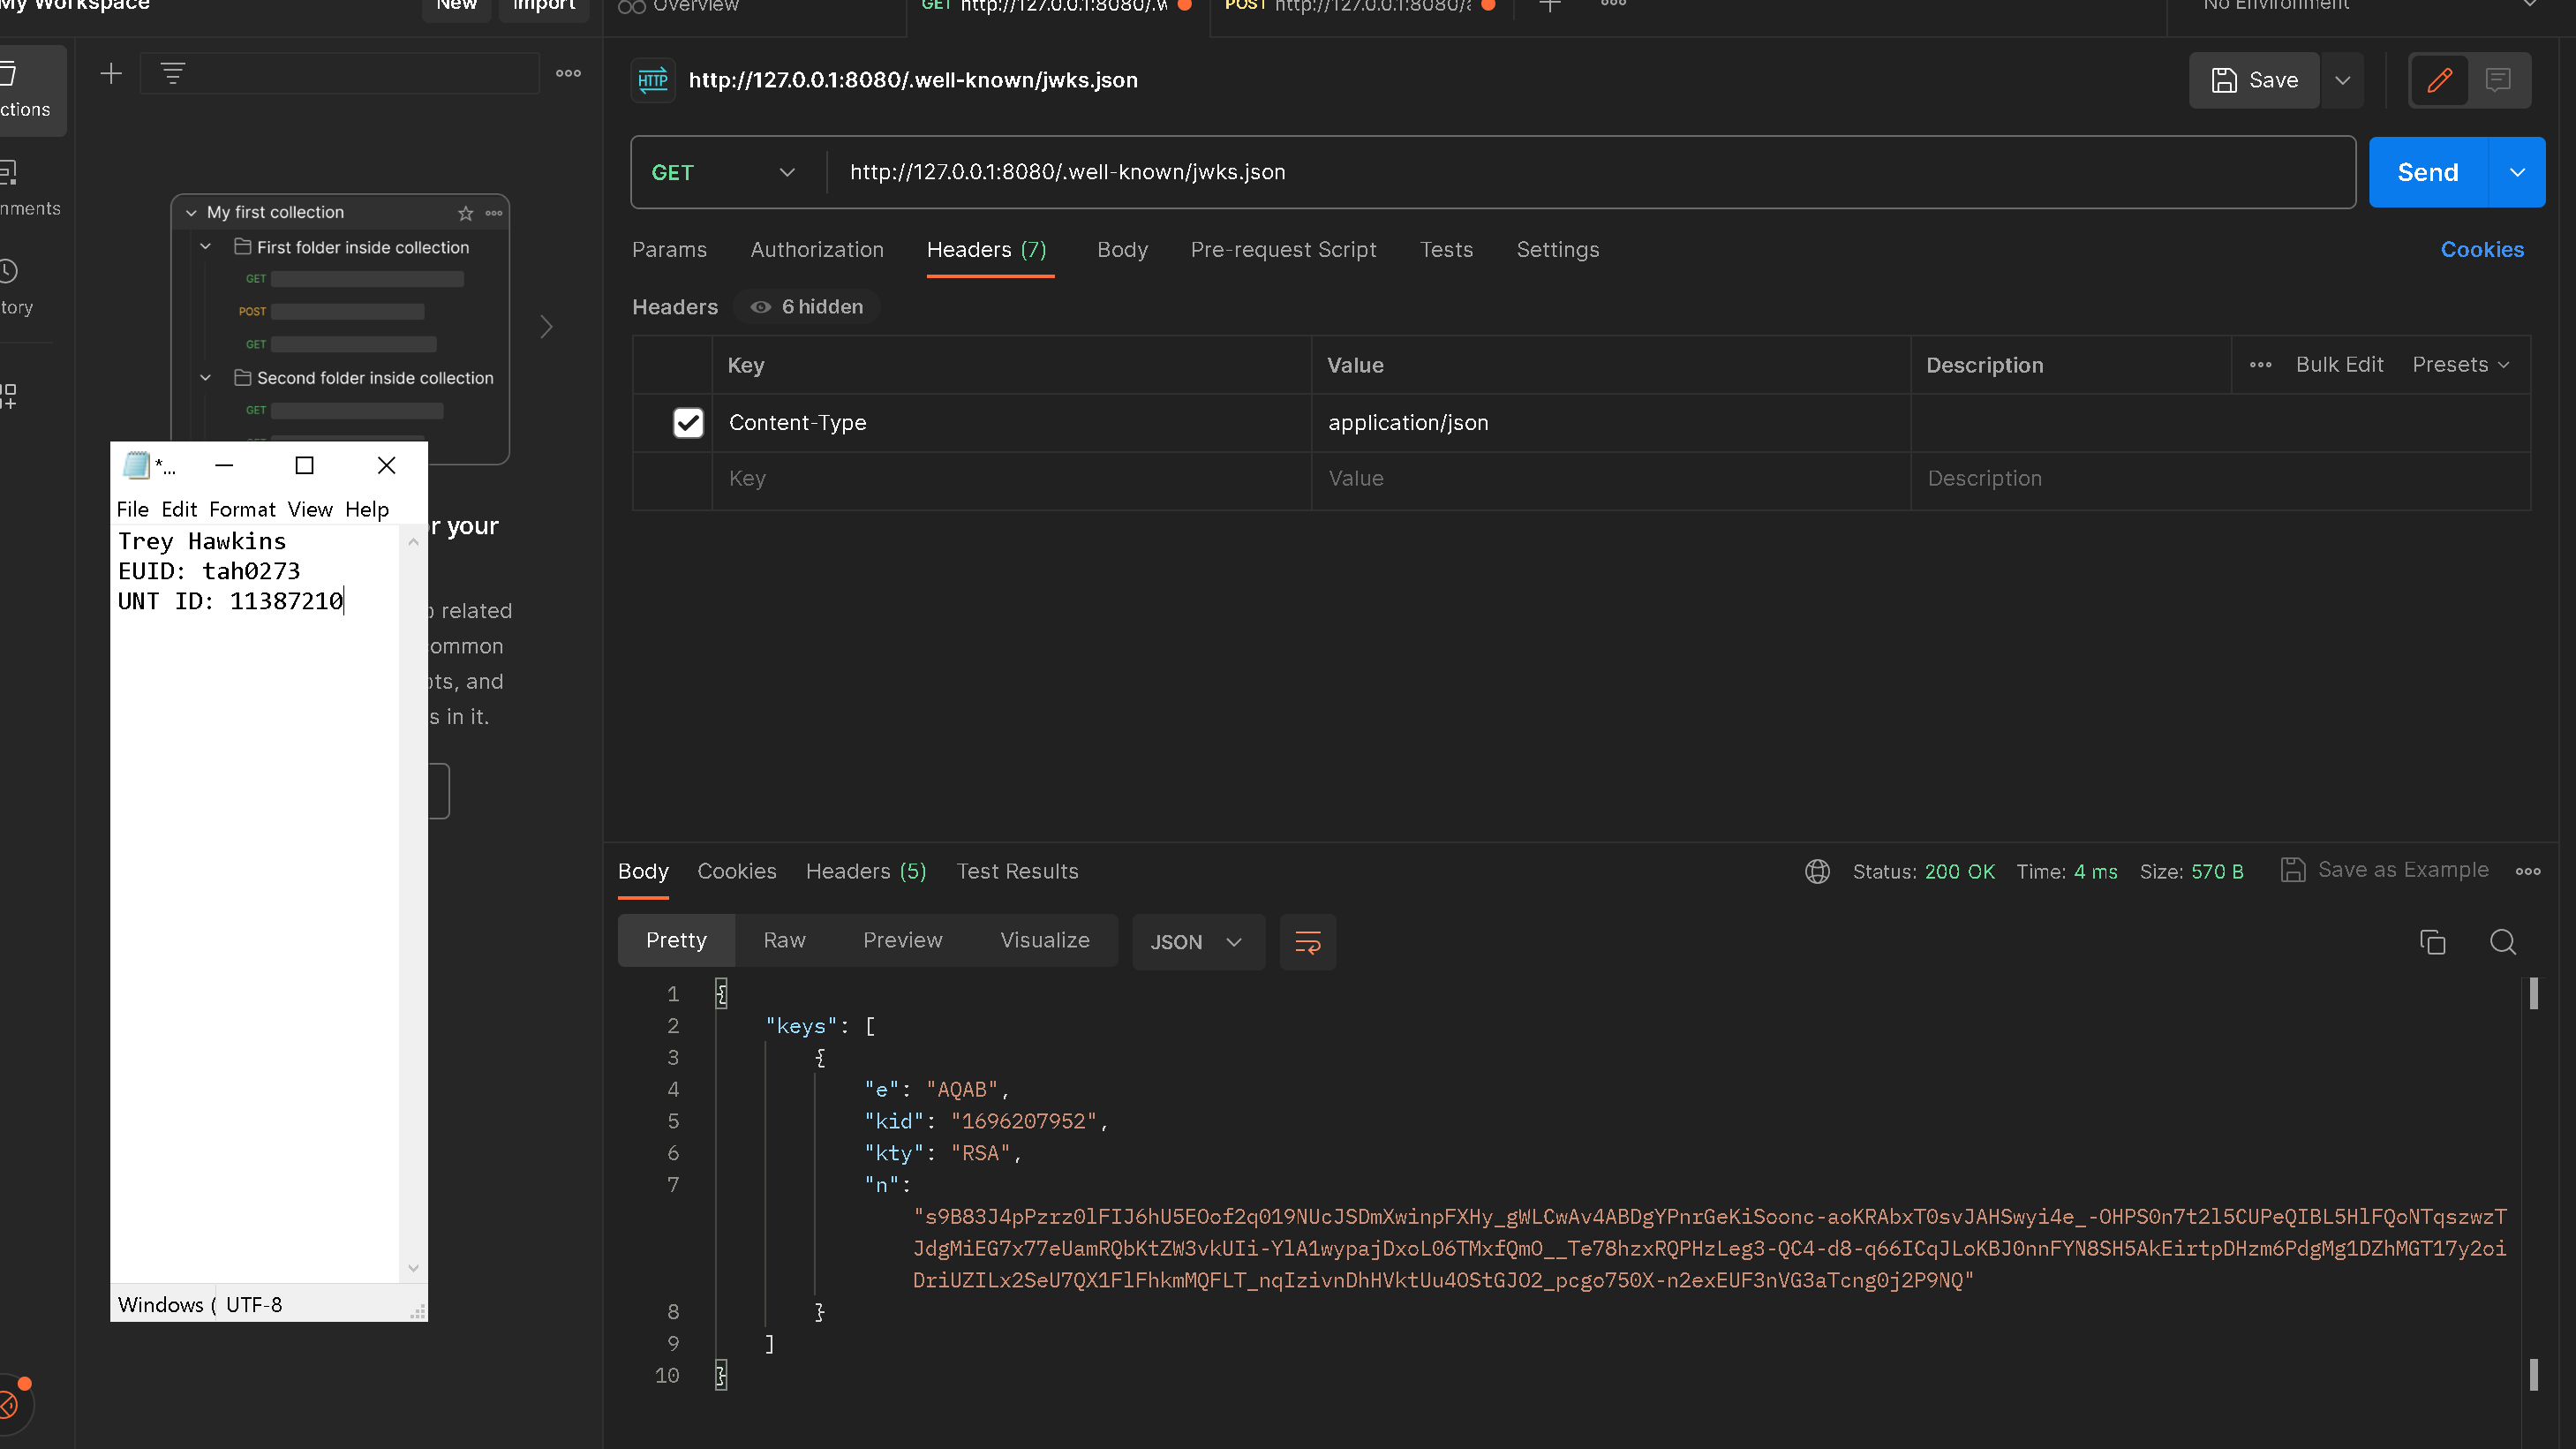 My Workspace
New
Import
Overview
GET http://127.0.0.1:8080/.w
POST http://127.0.0.1:8080/a
No Environment
http://127.0.0.1:8080/.well-known/jwks.json
Save
GET
http://127.0.0.1:8080/.well-known/jwks.json
Send
Params
Authorization
Headers (7)
Body
Pre-request Script
Tests
Settings
Cookies
Headers
6 hidden
Key
Value
Description
Bulk Edit
Presets
Content-Type
application/json
Key
Value
Description
ctions
nments
tory
My first collection
First folder inside collection
GET
POST
GET
Second folder inside collection
GET
r your
related
ommon
ots, and
s in it.
*...
File Edit Format View Help
Trey Hawkins
EUID: tah0273
UNT ID: 11387210
Windows ( UTF-8
Body
Cookies
Headers (5)
Test Results
Status: 200 OK
Time: 4 ms
Size: 570 B
Save as Example
Pretty
Raw
Preview
Visualize
JSON
1 {
2 "keys": [
3 {
4 "e": "AQAB",
5 "kid": "1696207952",
6 "kty": "RSA",
7 "n":
"s9B83J4pPzrz0lFIJ6hU5EOof2q019NUcJSDmXwinpFXHy_gWLCwAv4ABDgYPnrGeKiSoonc-aoKRAbxT0svJAHSwyi4e_-OHPS0n7t2l5CUPeQIBL5HlFQoNTqszwzT
JdgMiEG7x77eUamRQbKtZW3vkUIi-YlA1wypajDxoL06TMxfQmO__Te78hzxRQPHzLeg3-QC4-d8-q66ICqJLoKBJ0nnFYN8SH5AkEirtpDHzm6PdgMg1DZhMGT17y2oi
DriUZILx2SeU7QX1FlFhkmMQFLT_nqIzivnDhHVktUu4OStGJO2_pcgo750X-n2exEUF3nVG3aTcng0j2P9NQ"
8 }
9 ]
10 }